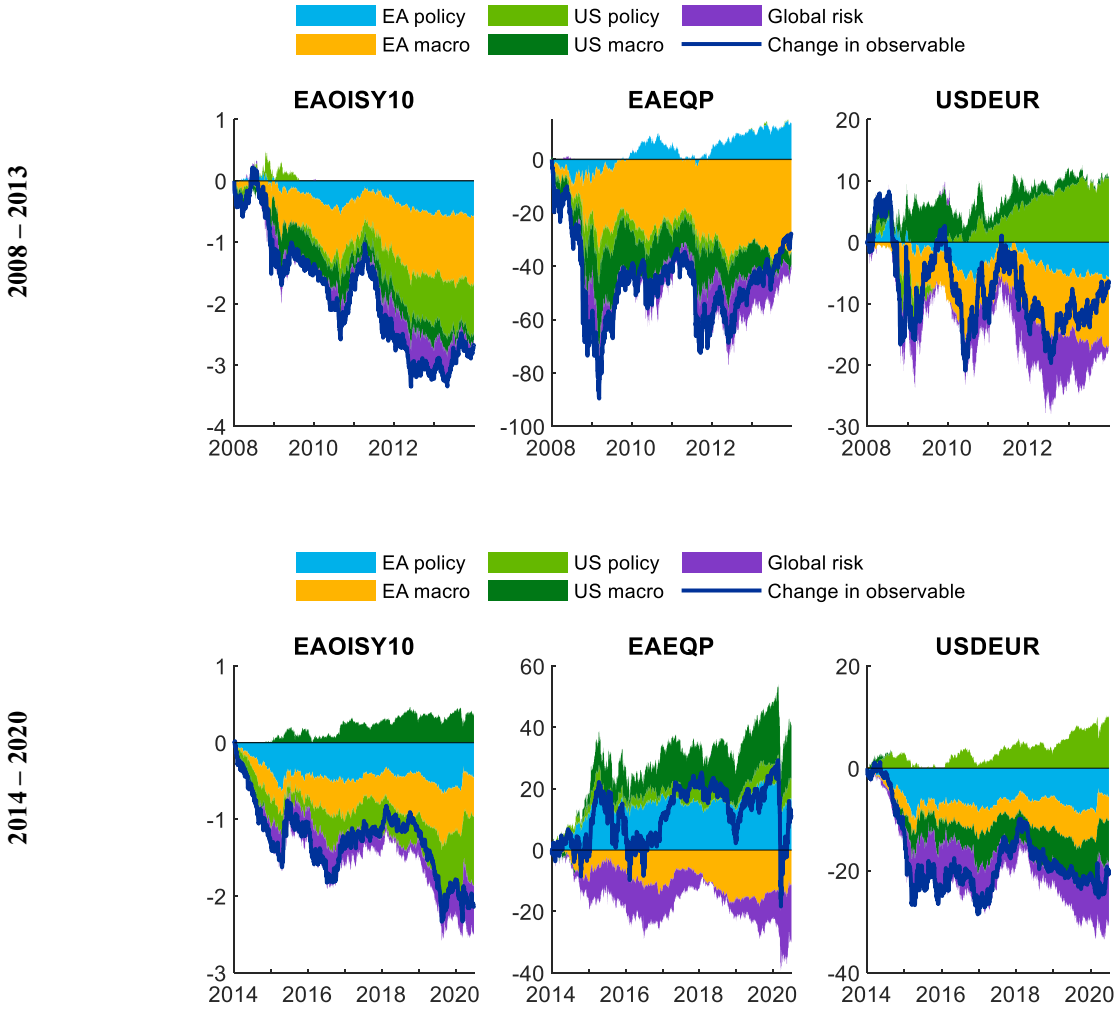 EA policy US policy Global risk
EA macro US macro Change in observable
2008 – 2013
EAOISY10 EAEQP USDEUR
1 0 20
0 -20 10
-1 -40 0
-2 -60 -10
-3 -80 -20
-4 -100 -30
2008 2010 2012 2008 2010 2012 2008 2010 2012
EA policy US policy Global risk
EA macro US macro Change in observable
2014 – 2020
EAOISY10 EAEQP USDEUR
1 60 20
0 40 0
-1 20 -20
-2 0 -40
-3 -20
-40
2014 2016 2018 2020 2014 2016 2018 2020 2014 2016 2018 2020